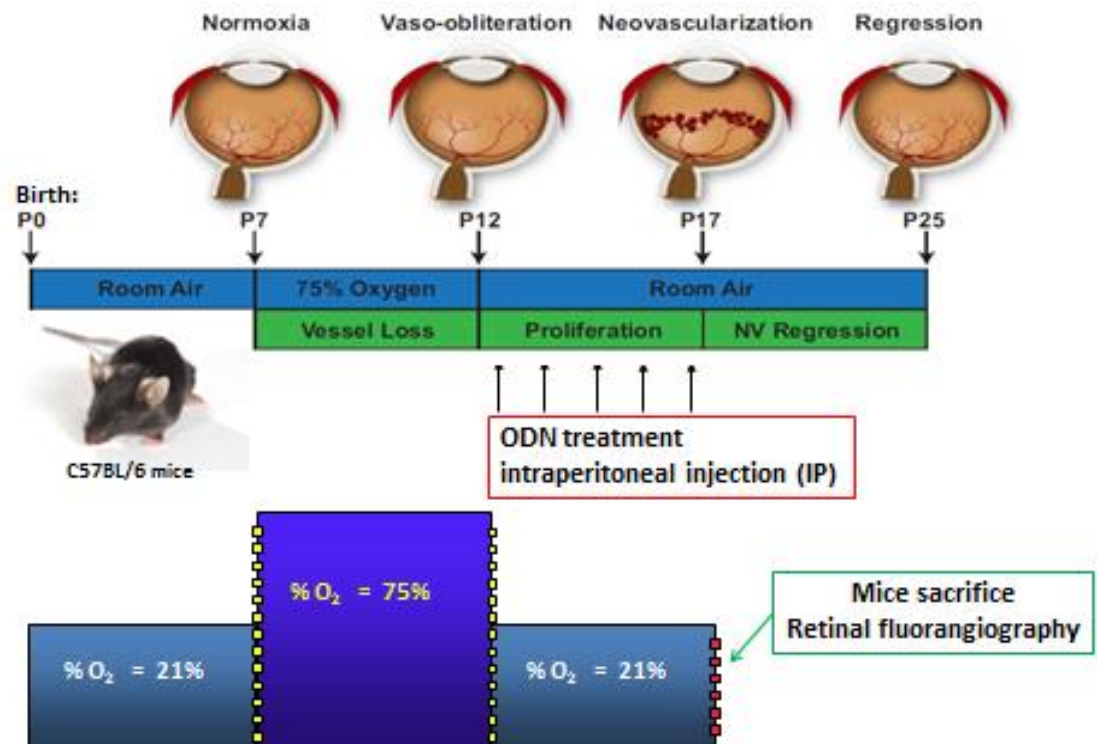 Normoxia Vaso-obliteration Neovascularization Regression
Birth:
P0 P7 P12 P17 P25
Room Air 75% Oxygen Room Air
Vessel Loss Proliferation NV Regression
C57BL/6 mice
ODN treatment
intraperitoneal injection (IP)
% O₂ = 75%
Mice sacrifice
Retinal fluorangiography
% O₂ = 21% % O₂ = 21%